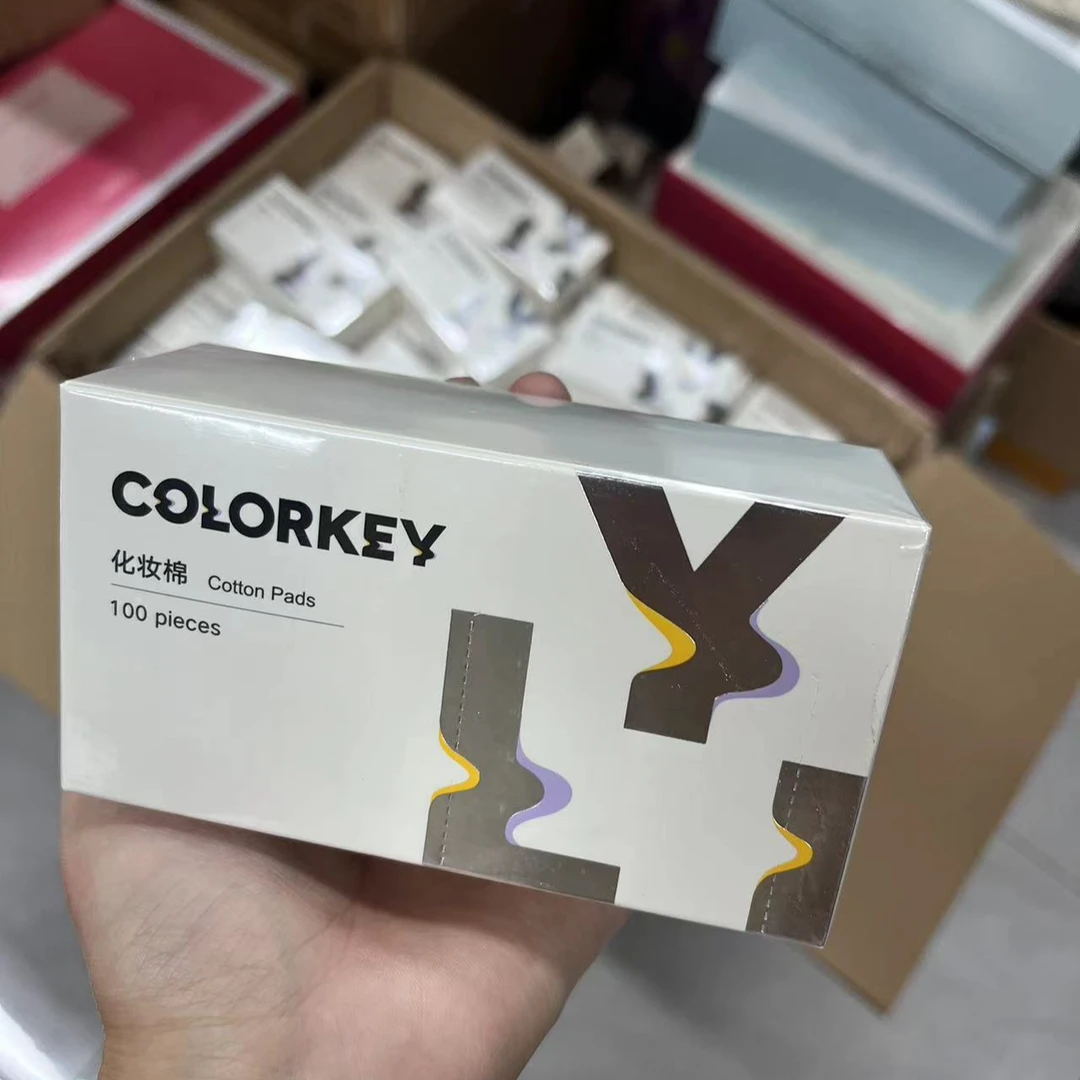 COLORKEY
化妆棉 Cotton Pads
100 pieces
Y
L